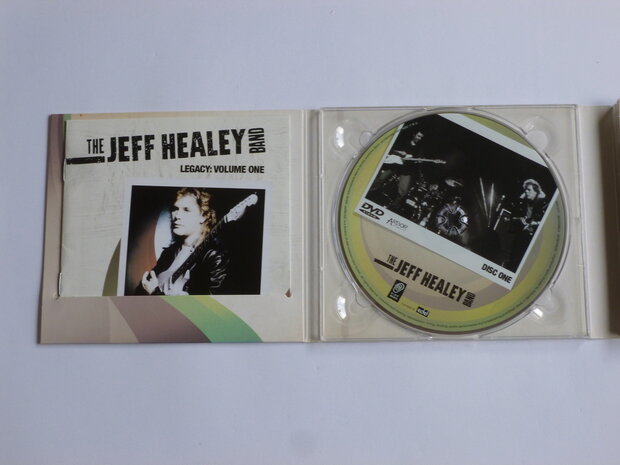 THE JEFF HEALEY BAND
LEGACY: VOLUME ONE
DVD
DISC ONE
THE JEFF HEALEY BAND